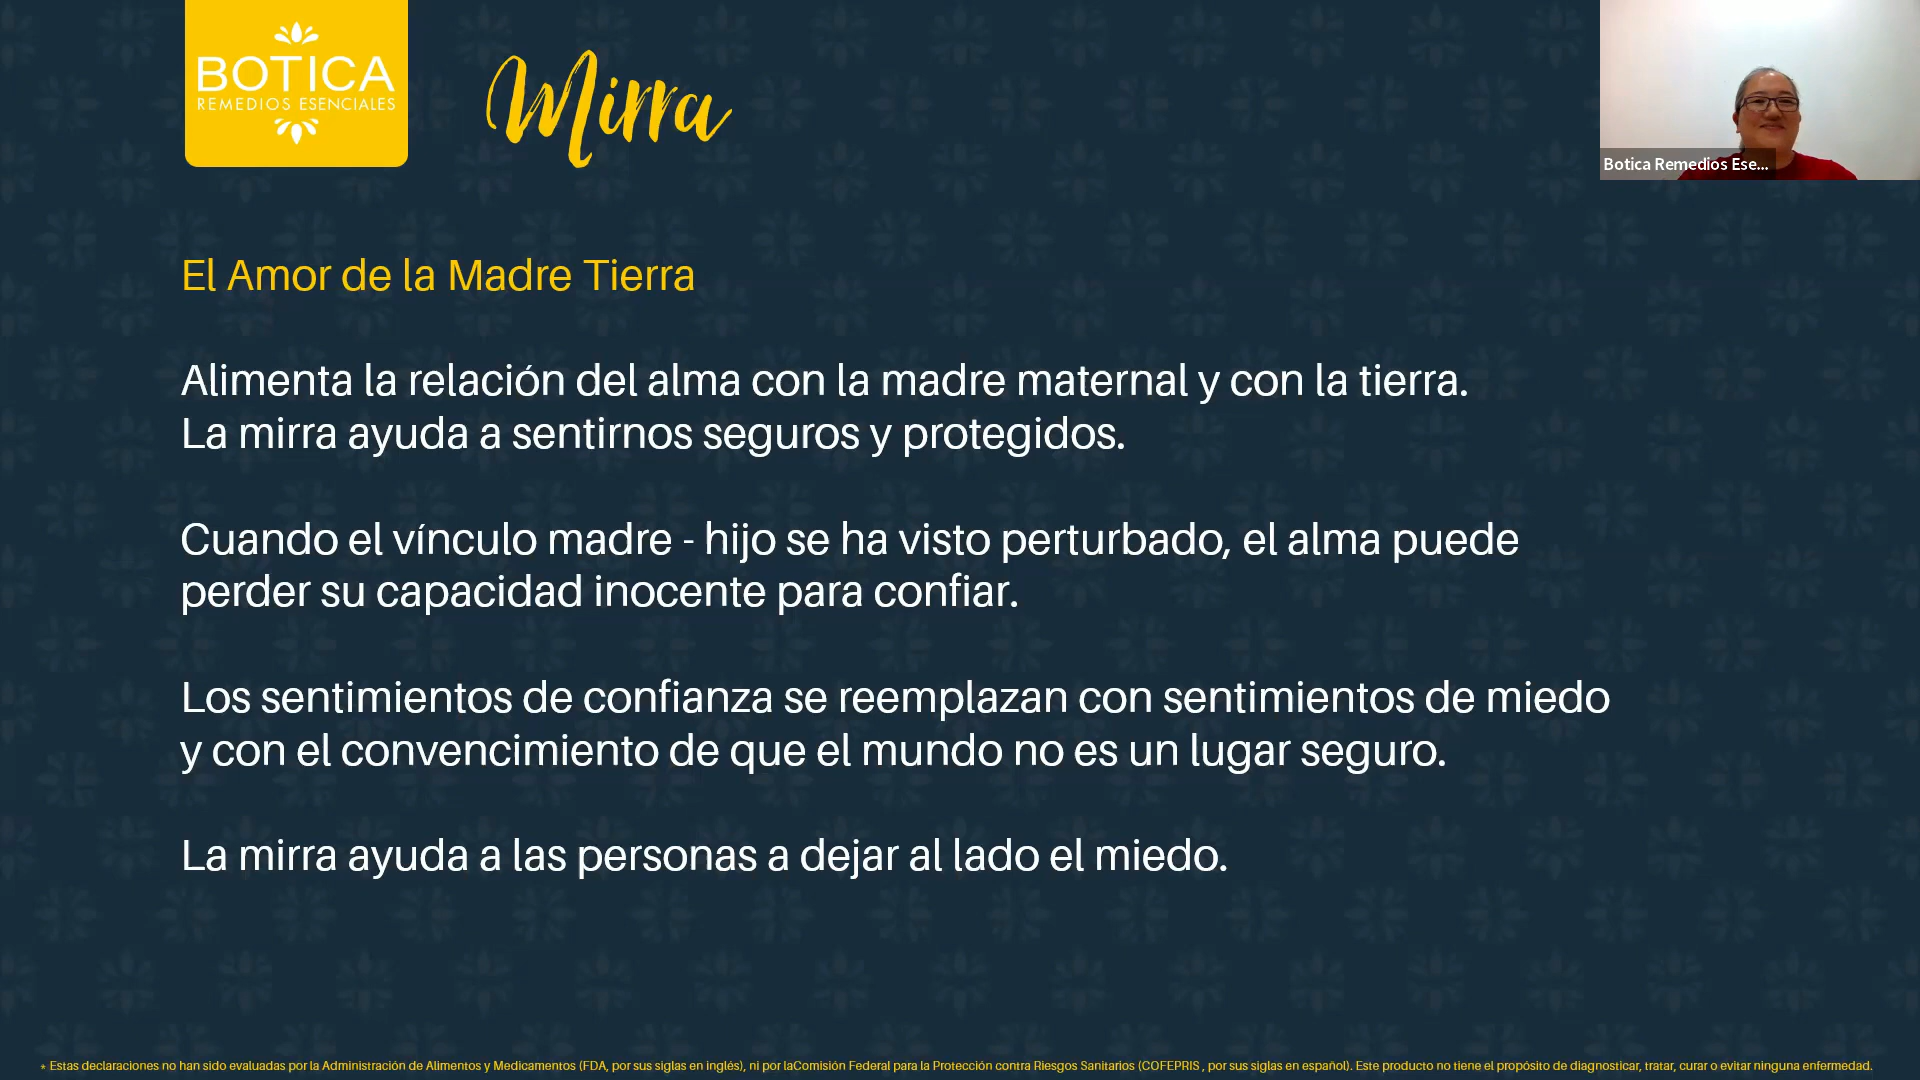 BOTICA
REMEDIOS ESENCIALES
Mirra
Botica Remedios Ese...
El Amor de la Madre Tierra
Alimenta la relación del alma con la madre maternal y con la tierra.
La mirra ayuda a sentirnos seguros y protegidos.
Cuando el vínculo madre - hijo se ha visto perturbado, el alma puede
perder su capacidad inocente para confiar.
Los sentimientos de confianza se reemplazan con sentimientos de miedo
y con el convencimiento de que el mundo no es un lugar seguro.
La mirra ayuda a las personas a dejar al lado el miedo.
* Estas declaraciones no han sido evaluadas por la Administración de Alimentos y Medicamentos (FDA, por sus siglas en inglés), ni por laComisión Federal para la Protección contra Riesgos Sanitarios (COFEPRIS , por sus siglas en español). Este producto no tiene el propósito de diagnosticar, tratar, curar o evitar ninguna enfermedad.